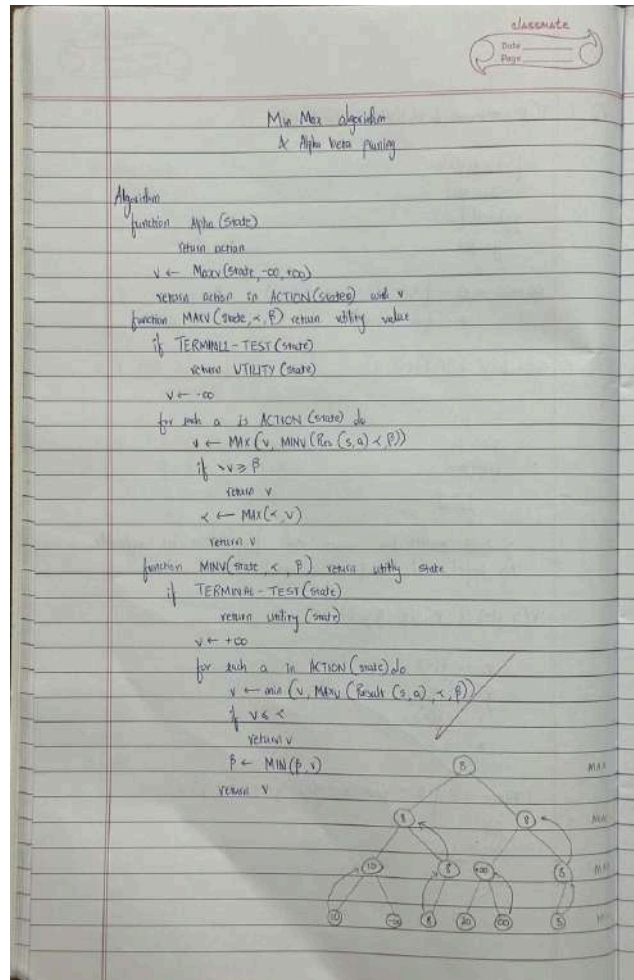 classmate
Date
Page
Min Max algorithm
& Alpha beta pruning
Algorithm
function Alpha (State)
return action
v ← Maxv (state, -∞, +∞)
return action in ACTION (states) with v
function MAXV (state, α, β) return utility value
if TERMINAL - TEST (state)
return UTILITY (state)
v ← -∞
for each a is ACTION (state) do
v ← MAX (v, MINV (Res (s, a) α, β))
if v ≥ β
return v
α ← MAX (α, v)
return v
function MINV (state α, β) return utility state
if TERMINAL - TEST (state)
return utility (state)
v ← +∞
for each a in ACTION (state) do
v ← min (v, MAXV (Result (s, a), α, β))
if v ≤ α
return v
β ← MIN (β, v)
return v
MAX
8 8 MIN
10 8 +∞ 5
10 -∞ 8 20 ∞ 5